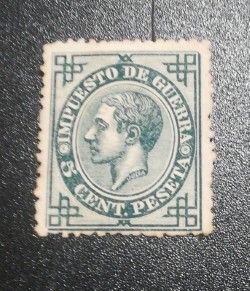 IMPUESTO DE GUERRA
5 CENT. PESETA